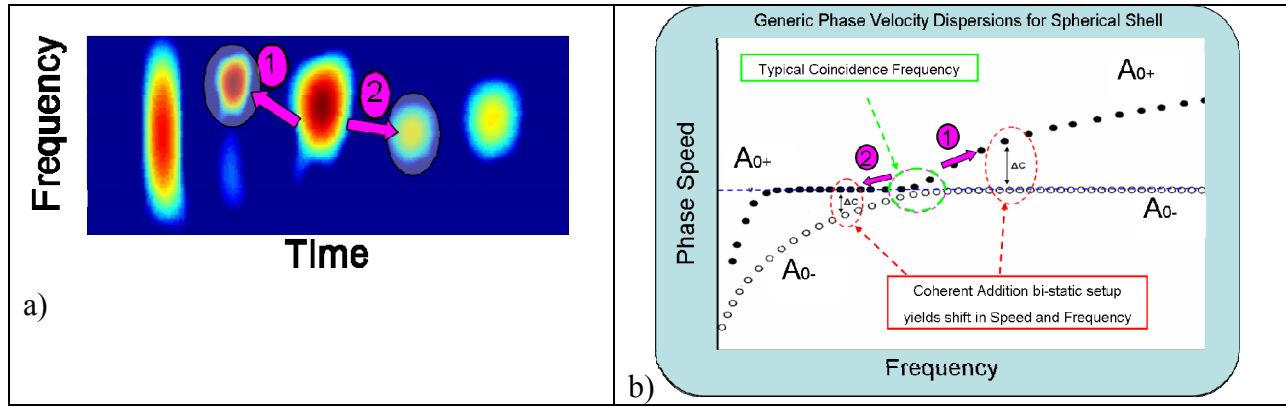 1
2
Frequency
Time
a)
Generic Phase Velocity Dispersions for Spherical Shell
Typical Coincidence Frequency
A0+
1
A0+
2
ΔC
ΔC
A0-
A0-
Phase Speed
Coherent Addition bi-static setup
yields shift in Speed and Frequency
Frequency
b)